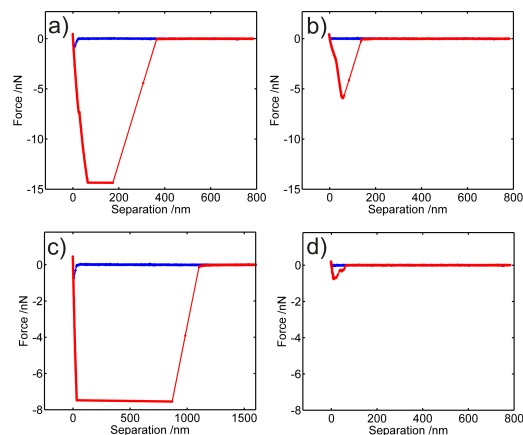 a)
0
-5
-10
-15
Force /nN
0 200 400 600 800
Separation /nm
b)
0
-5
-10
-15
Force /nN
0 200 400 600 800
Separation /nm
c)
0
-2
-4
-6
-8
Force /nN
0 500 1000 1500
Separation /nm
d)
0
-2
-4
-6
-8
Force /nN
0 200 400 600 800
Separation /nm